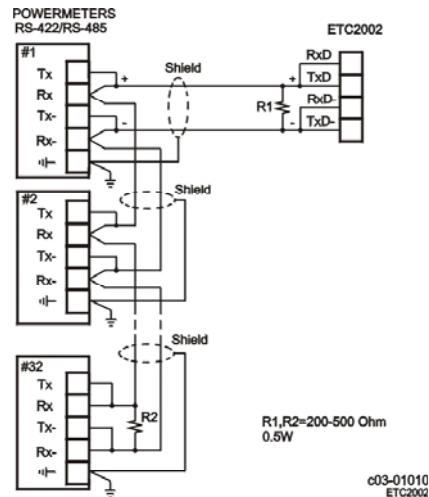 POWERMETERS
RS-422/RS-485
ETC2002
#1
Tx
Rx
Tx-
Rx-
+
-
Shield
R1
+
-
RxD
TxD
RxD-
TxD-
#2
Tx
Rx
Tx-
Rx-
Shield
#32
Tx
Rx
Tx-
Rx-
Shield
R2
R1,R2=200-500 Ohm
0.5W
c03-01010
ETC2002